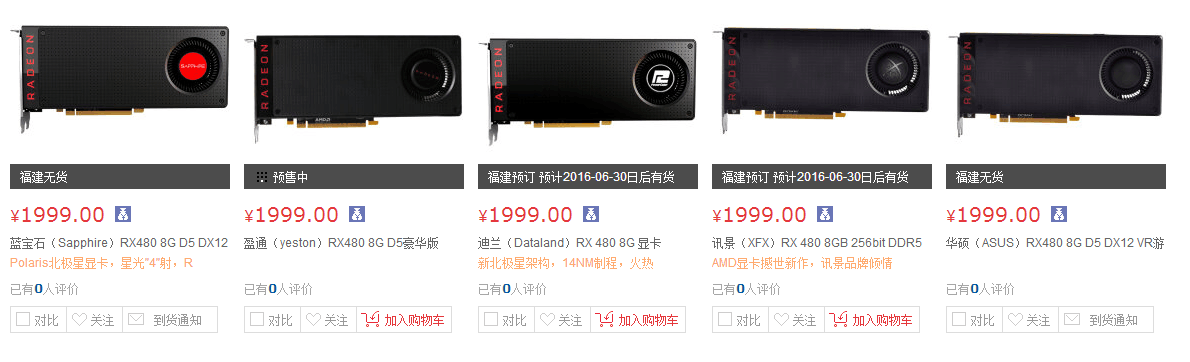 RADEON
SAPPHIRE
福建无货
¥1999.00
蓝宝石（Sapphire）RX480 8G D5 DX12
Polaris北极星显卡，星光"4"射，R
已有0人评价
对比
关注
到货通知
RADEON
RADEON
AMD
预售中
¥1999.00
盈通（yeston）RX480 8G D5豪华版
已有0人评价
对比
关注
加入购物车
RADEON
福建预订 预计2016-06-30日后有货
¥1999.00
迪兰（Dataland）RX 480 8G 显卡
新北极星架构，14NM制程，火热
已有0人评价
对比
关注
加入购物车
RADEON
福建预订 预计2016-06-30日后有货
¥1999.00
讯景（XFX）RX 480 8GB 256bit DDR5
AMD显卡撼世新作，讯景品牌倾情
已有0人评价
对比
关注
加入购物车
RADEON
福建无货
¥1999.00
华硕（ASUS）RX480 8G D5 DX12 VR游
已有0人评价
对比
关注
到货通知